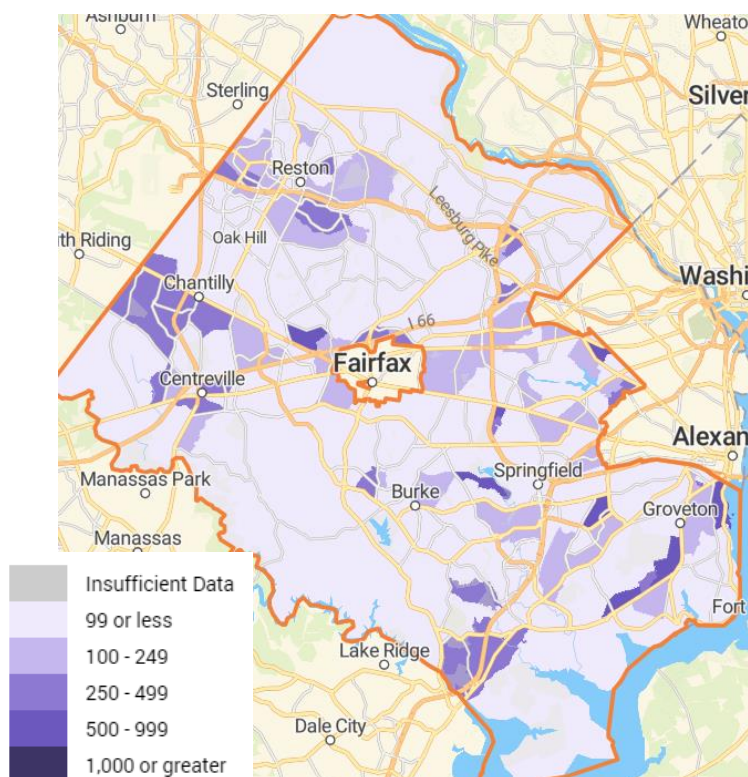 Ashburn
Wheato
Sterling
Silver
Reston
Leesburg Pike
th Riding
Oak Hill
Washi
Chantilly
I 66
Fairfax
Centreville
Alexan
Manassas Park
Springfield
Burke
Groveton
Manassas
Insufficient Data
99 or less
Fort
100 - 249
Lake Ridge
250 - 499
500 - 999
Dale City
1,000 or greater